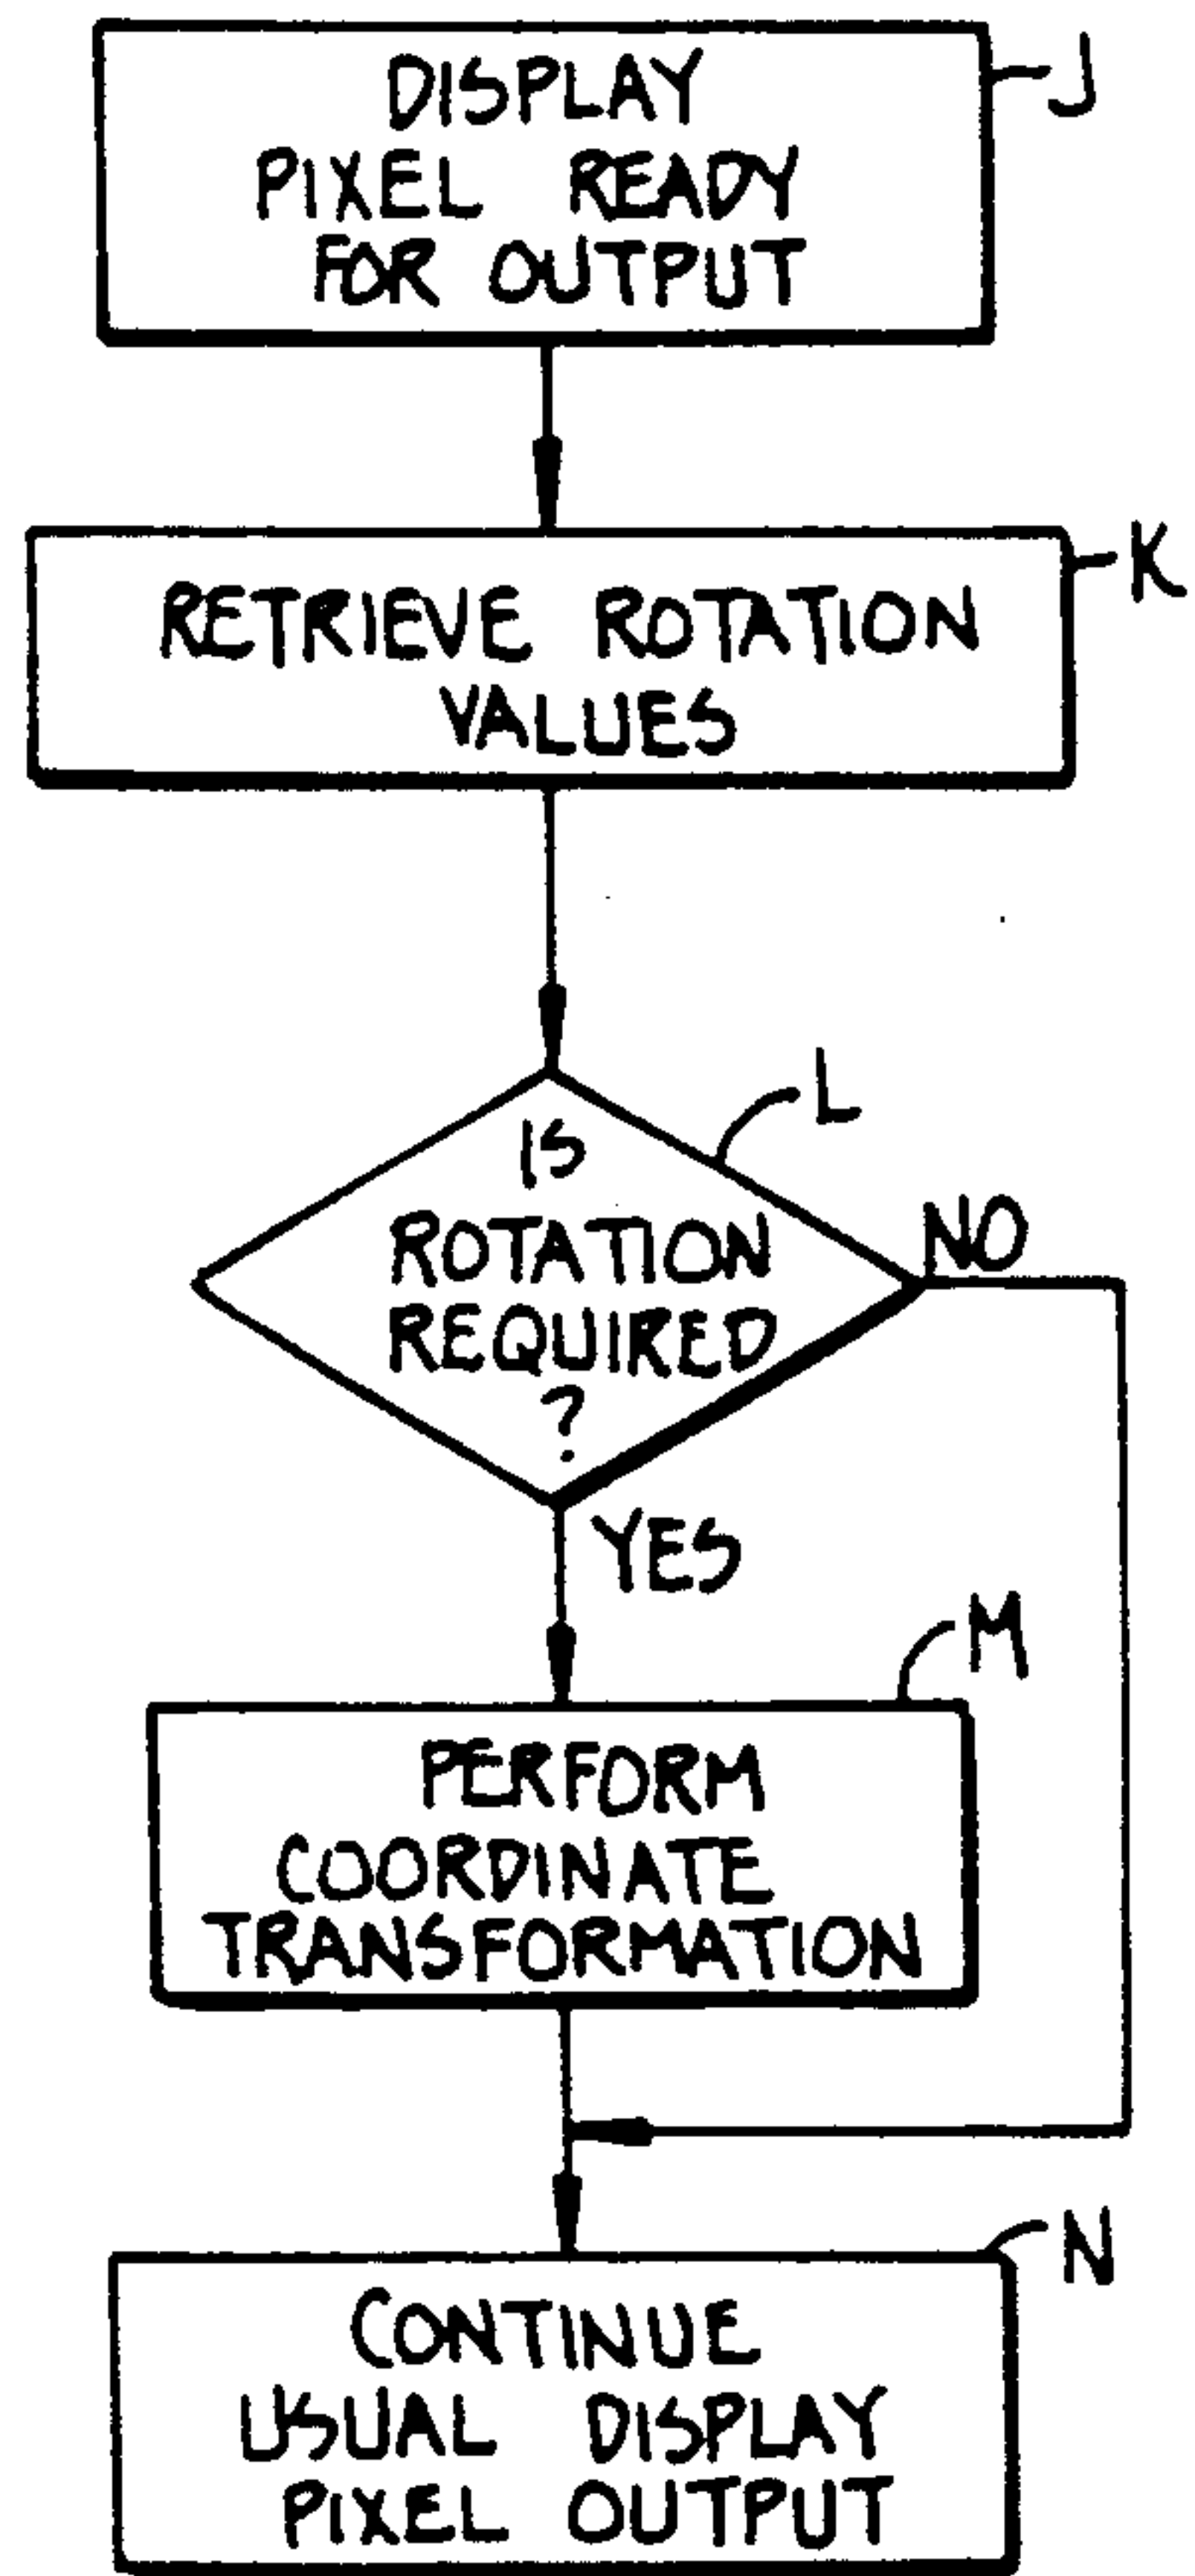 DISPLAY
PIXEL READY
FOR OUTPUT
J
RETRIEVE ROTATION
VALUES
K
L
IS
ROTATION
REQUIRED
?
NO
YES
M
PERFORM
COORDINATE
TRANSFORMATION
N
CONTINUE
USUAL DISPLAY
PIXEL OUTPUT